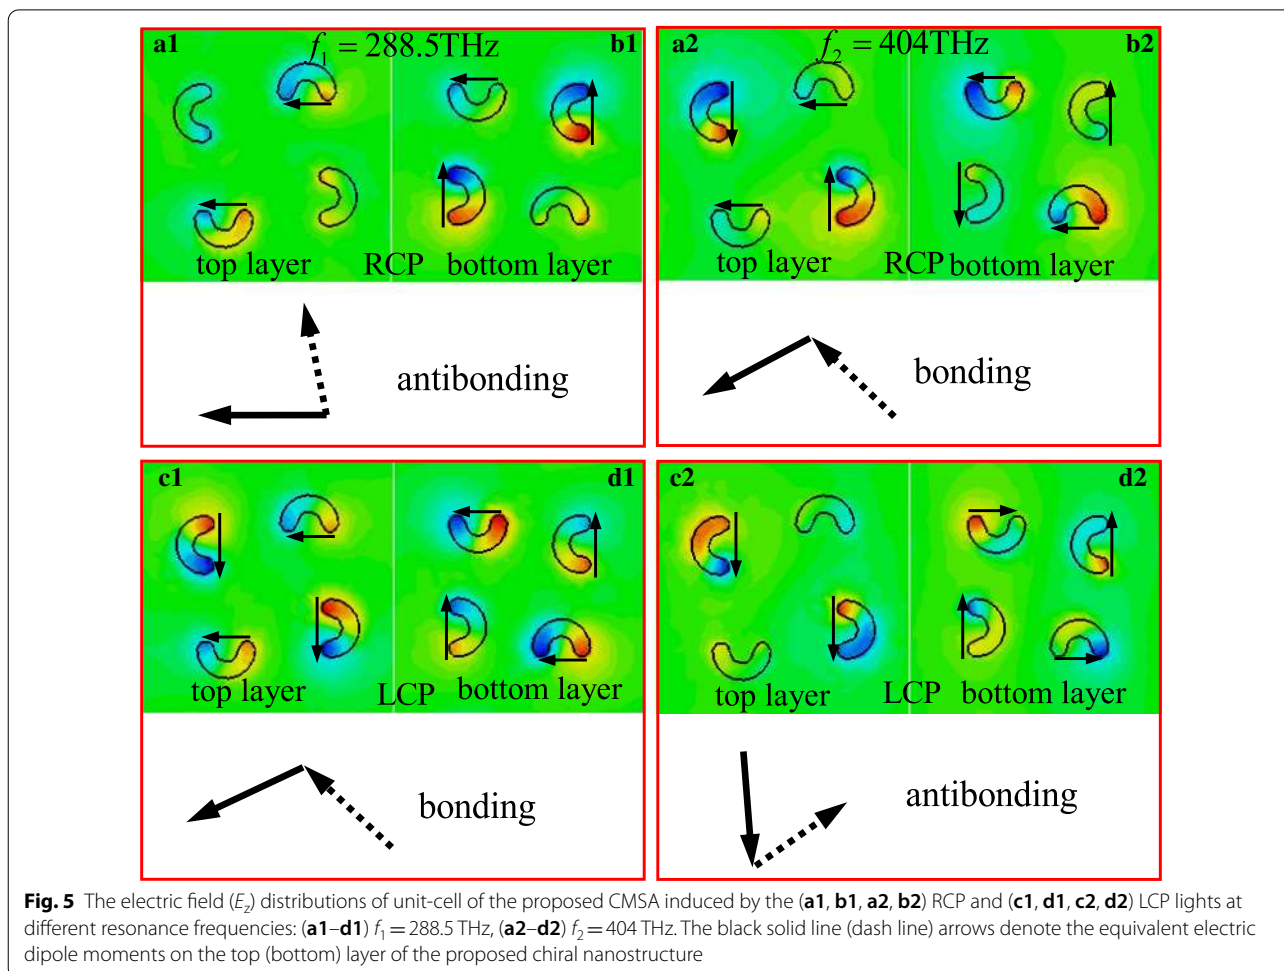 a1 f₁ = 288.5THz b1
top layer RCP bottom layer
antibonding
a2 f₂ = 404THz b2
top layer RCP bottom layer
bonding
c1 d1
top layer LCP bottom layer
bonding
c2 d2
top layer LCP bottom layer
antibonding
Fig. 5 The electric field (E_z) distributions of unit-cell of the proposed CMSA induced by the (a1, b1, a2, b2) RCP and (c1, d1, c2, d2) LCP lights at
different resonance frequencies: (a1–d1) f₁ = 288.5 THz, (a2–d2) f₂ = 404 THz. The black solid line (dash line) arrows denote the equivalent electric
dipole moments on the top (bottom) layer of the proposed chiral nanostructure